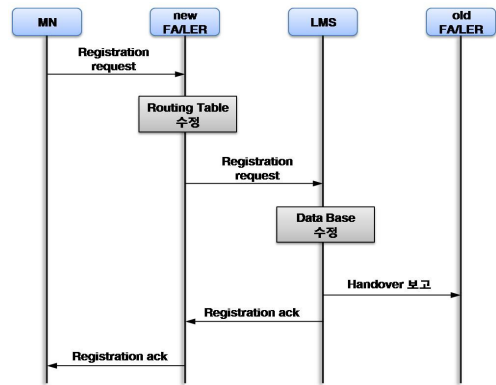 MN
new
FA/LER
LMS
old
FA/LER
Registration
request
Routing Table
수정
Registration
request
Data Base
수정
Handover 보고
Registration ack
Registration ack